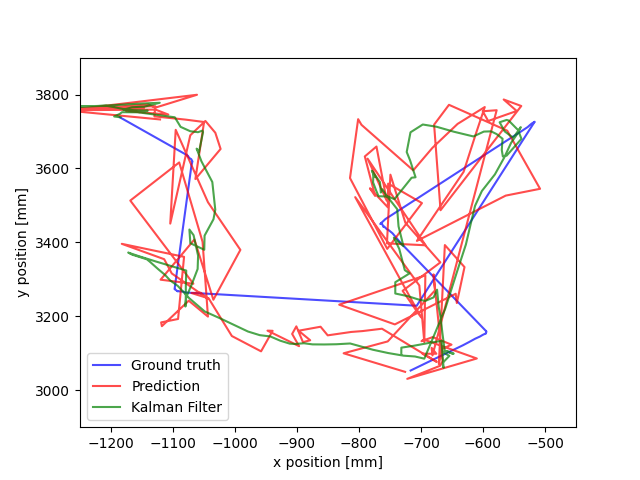 3800
3600
3400
3200
3000
y position [mm]
Ground truth
Prediction
Kalman Filter
−1200 −1100 −1000 −900 −800 −700 −600 −500
x position [mm]